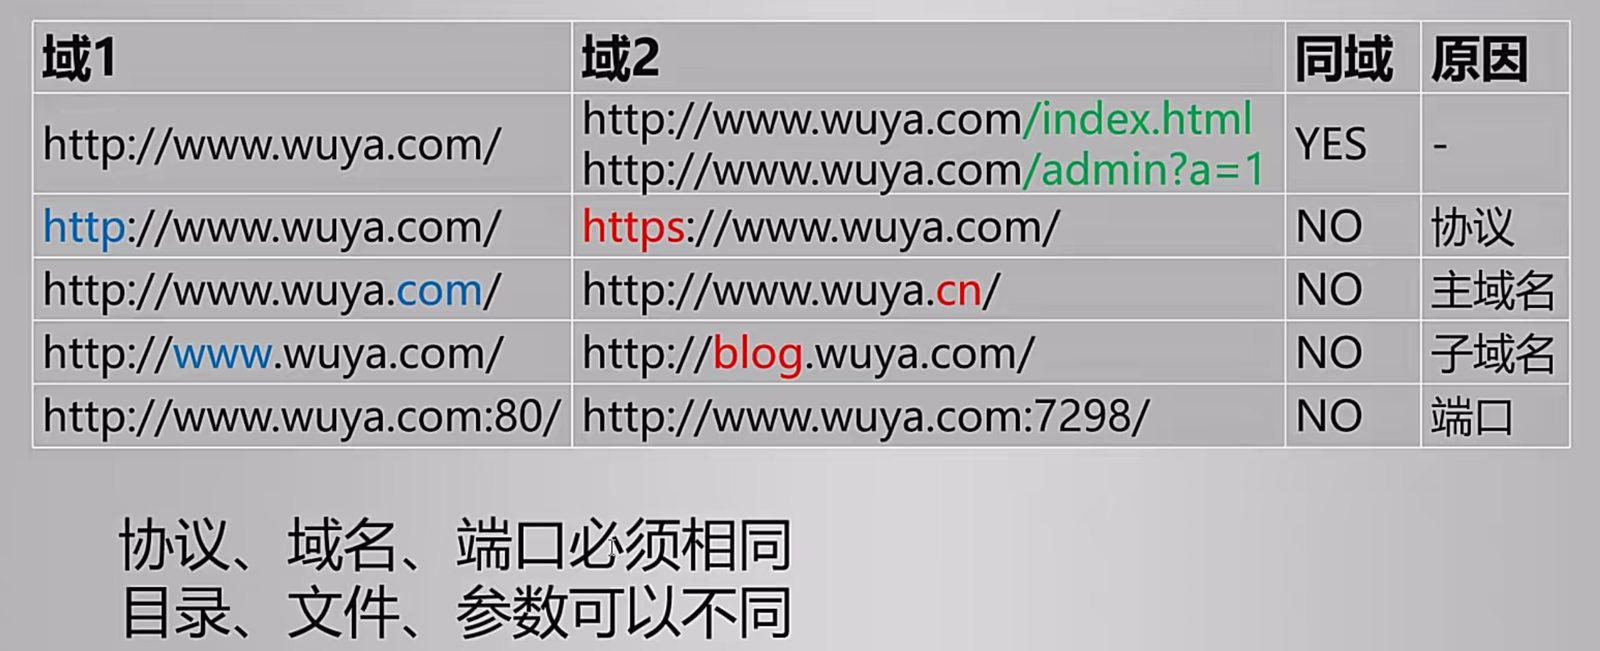 域1 域2 同域 原因
http://www.wuya.com/ http://www.wuya.com/index.html YES -
http://www.wuya.com/admin?a=1
http://www.wuya.com/ https://www.wuya.com/ NO 协议
http://www.wuya.com/ http://www.wuya.cn/ NO 主域名
http://www.wuya.com/ http://blog.wuya.com/ NO 子域名
http://www.wuya.com:80/ http://www.wuya.com:7298/ NO 端口
协议、域名、端口必须相同
目录、文件、参数可以不同